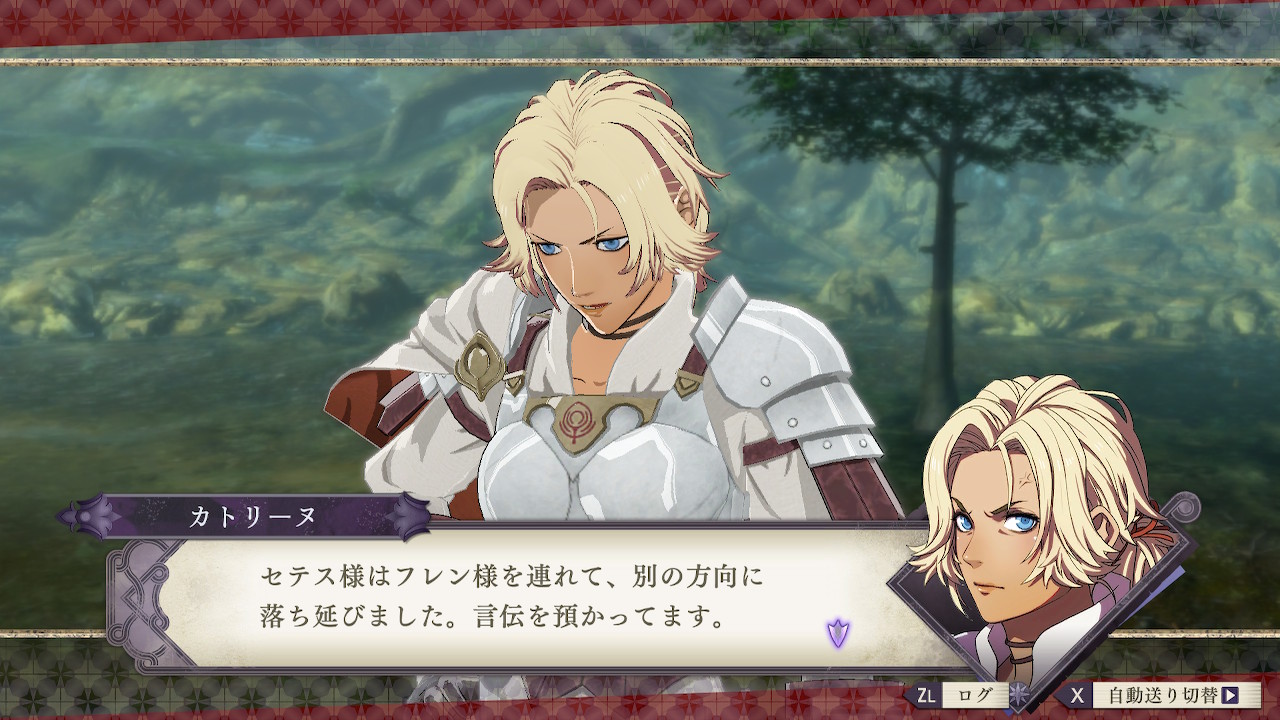 カトリーヌ
セテス様はフレン様を連れて、別の方向に
落ち延びました。言伝を預かってます。
ZL ログ X 自動送り切替